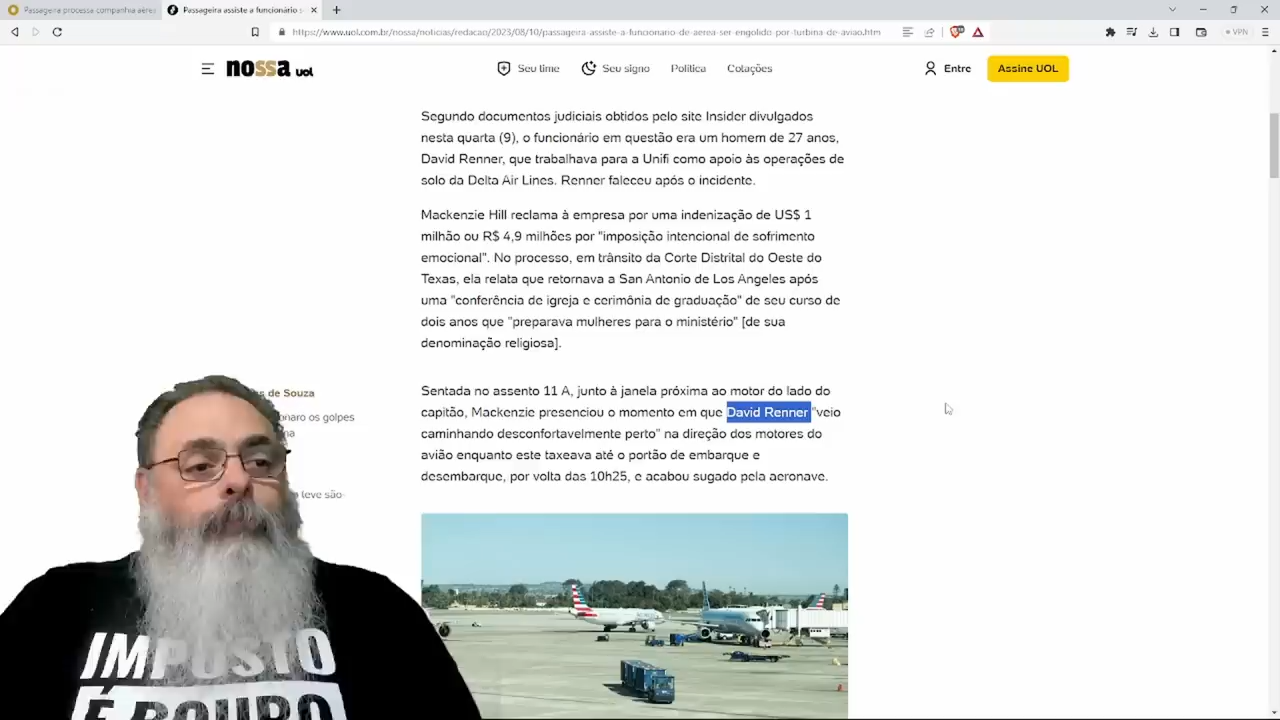 Passageira processa companhia aérea
Passageira assiste a funcionário s
https://www.uol.com.br/nossa/noticias/redacao/2023/08/10/passageira-assiste-a-funcionario-de-aerea-ser-engolido-por-turbina-de-aviao.htm
VPN
nossa uol
Seu time
Seu signo
Política
Cotações
Entre
Assine UOL
Segundo documentos judiciais obtidos pelo site Insider divulgados
nesta quarta (9), o funcionário em questão era um homem de 27 anos,
David Renner, que trabalhava para a Unifi como apoio às operações de
solo da Delta Air Lines. Renner faleceu após o incidente.
Mackenzie Hill reclama à empresa por uma indenização de US$ 1
milhão ou R$ 4,9 milhões por "imposição intencional de sofrimento
emocional". No processo, em trânsito da Corte Distrital do Oeste do
Texas, ela relata que retornava a San Antonio de Los Angeles após
uma "conferência de igreja e cerimônia de graduação" de seu curso de
dois anos que "preparava mulheres para o ministério" [de sua
denominação religiosa].
Sentada no assento 11 A, junto à janela próxima ao motor do lado do
capitão, Mackenzie presenciou o momento em que David Renner "veio
caminhando desconfortavelmente perto" na direção dos motores do
avião enquanto este taxeava até o portão de embarque e
desembarque, por volta das 10h25, e acabou sugado pela aeronave.
de Souza
os golpes
leve são-
IMPOSTO
É ROUBO